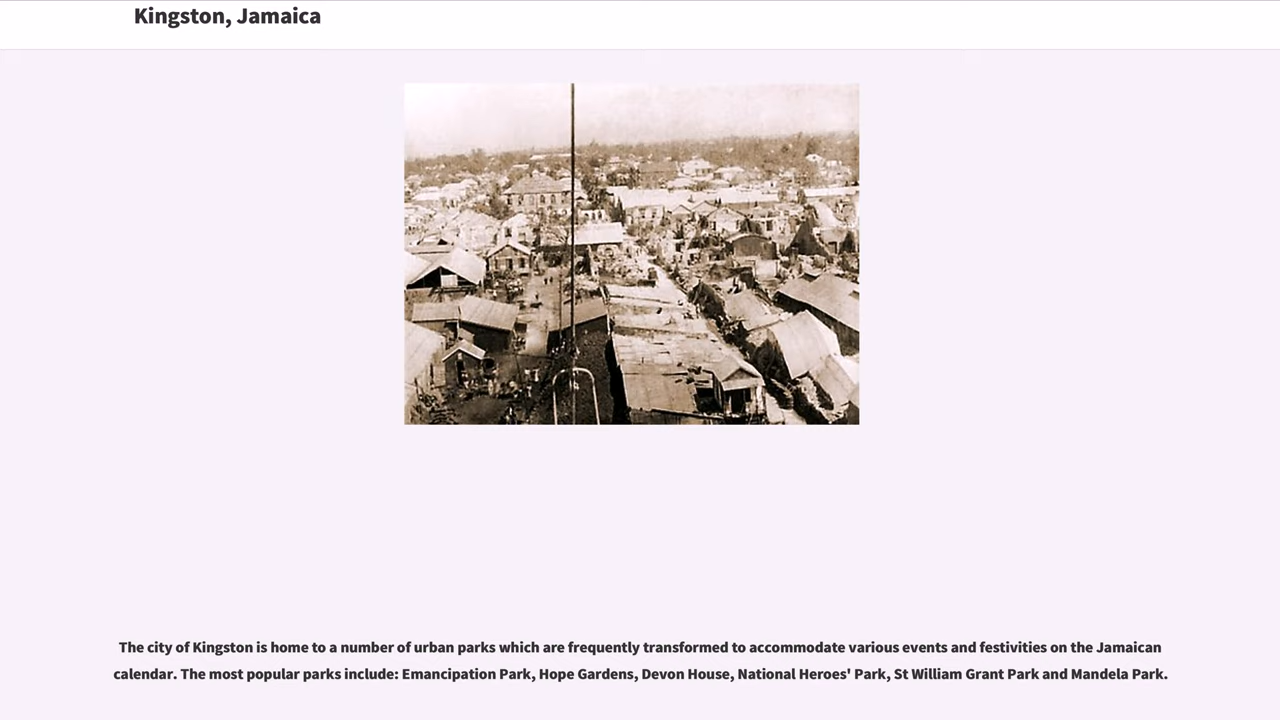 Kingston, Jamaica
The city of Kingston is home to a number of urban parks which are frequently transformed to accommodate various events and festivities on the Jamaican
calendar. The most popular parks include: Emancipation Park, Hope Gardens, Devon House, National Heroes' Park, St William Grant Park and Mandela Park.